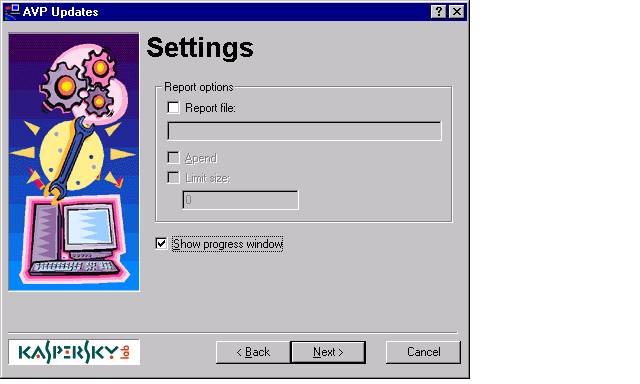 AVP Updates
Settings
Report options
Report file:
Apend
Limit size:
0
Show progress window
KASPERSKY lab
< Back
Next >
Cancel